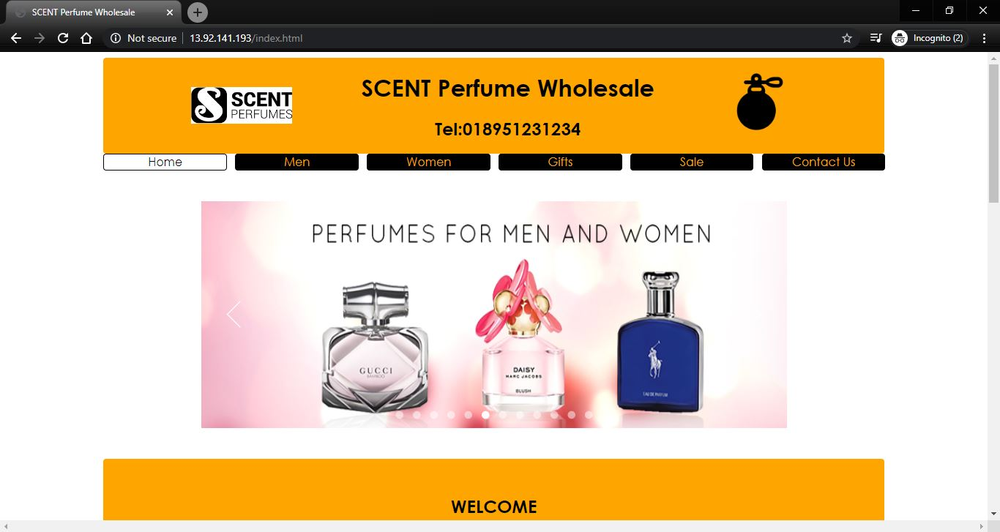 SCENT Perfume Wholesale
Not secure
13.92.141.193/index.html
Incognito (2)
SCENT
PERFUMES
SCENT Perfume Wholesale
Tel:018951231234
Home
Men
Women
Gifts
Sale
Contact Us
PERFUMES FOR MEN AND WOMEN
GUCCI
BAMBOO
DAISY
MARC JACOBS
BLUSH
EAU DE PARFUM
WELCOME